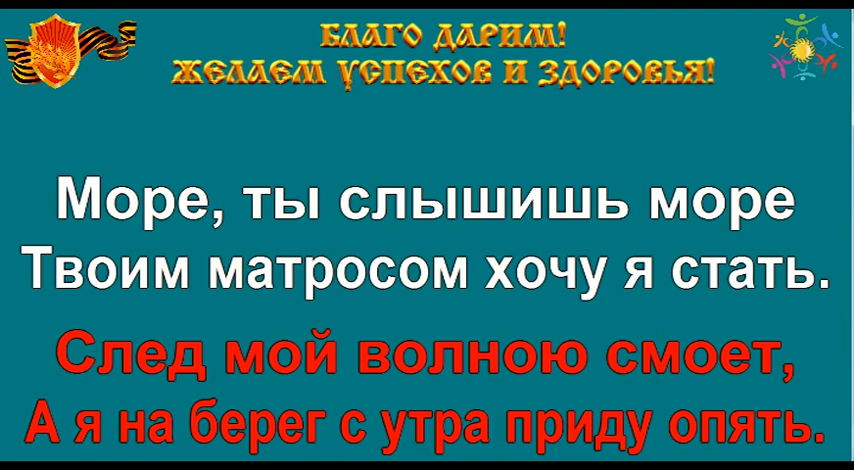 БЛАГО ДАРИМ!
ЖЕЛАЕМ УСПЕХОВ И ЗДОРОВЬЯ!
Море, ты слышишь море
Твоим матросом хочу я стать.
След мой волною смоет,
А я на берег с утра приду опять.